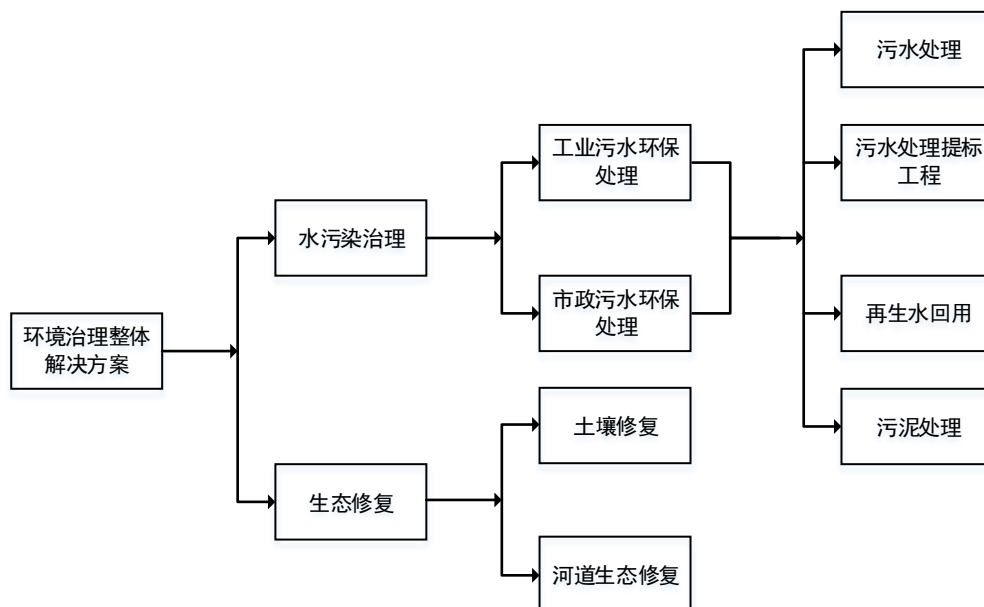 环境治理整体
解决方案
水污染治理
生态修复
工业污水环保
处理
市政污水环保
处理
土壤修复
河道生态修复
污水处理
污水处理提标
工程
再生水回用
污泥处理